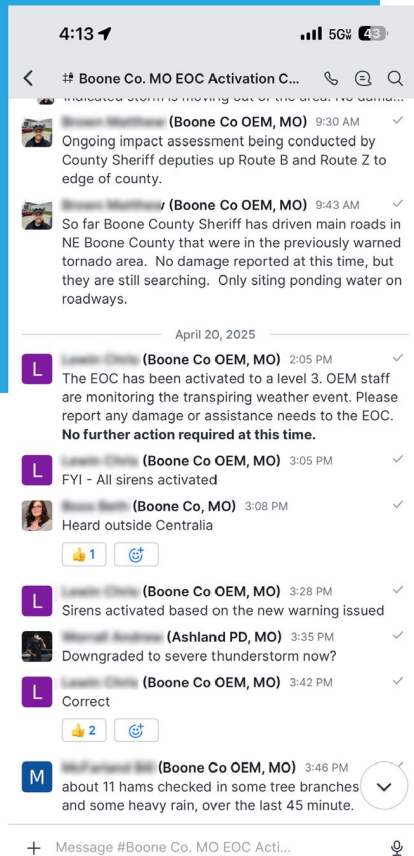 4:13
5G
43
# Boone Co. MO EOC Activation C...
(Boone Co OEM, MO) 9:30 AM
Ongoing impact assessment being conducted by
County Sheriff deputies up Route B and Route Z to
edge of county.
(Boone Co OEM, MO) 9:43 AM
So far Boone County Sheriff has driven main roads in
NE Boone County that were in the previously warned
tornado area. No damage reported at this time, but
they are still searching. Only siting ponding water on
roadways.
April 20, 2025
L
(Boone Co OEM, MO) 2:05 PM
The EOC has been activated to a level 3. OEM staff
are monitoring the transpiring weather event. Please
report any damage or assistance needs to the EOC.
No further action required at this time.
L
(Boone Co OEM, MO) 3:05 PM
FYI - All sirens activated
(Boone Co, MO) 3:08 PM
Heard outside Centralia
1
L
(Boone Co OEM, MO) 3:28 PM
Sirens activated based on the new warning issued
(Ashland PD, MO) 3:35 PM
Downgraded to severe thunderstorm now?
L
(Boone Co OEM, MO) 3:42 PM
Correct
2
M
(Boone Co OEM, MO) 3:46 PM
about 11 hams checked in some tree branches
and some heavy rain, over the last 45 minute.
Message #Boone Co. MO EOC Acti...